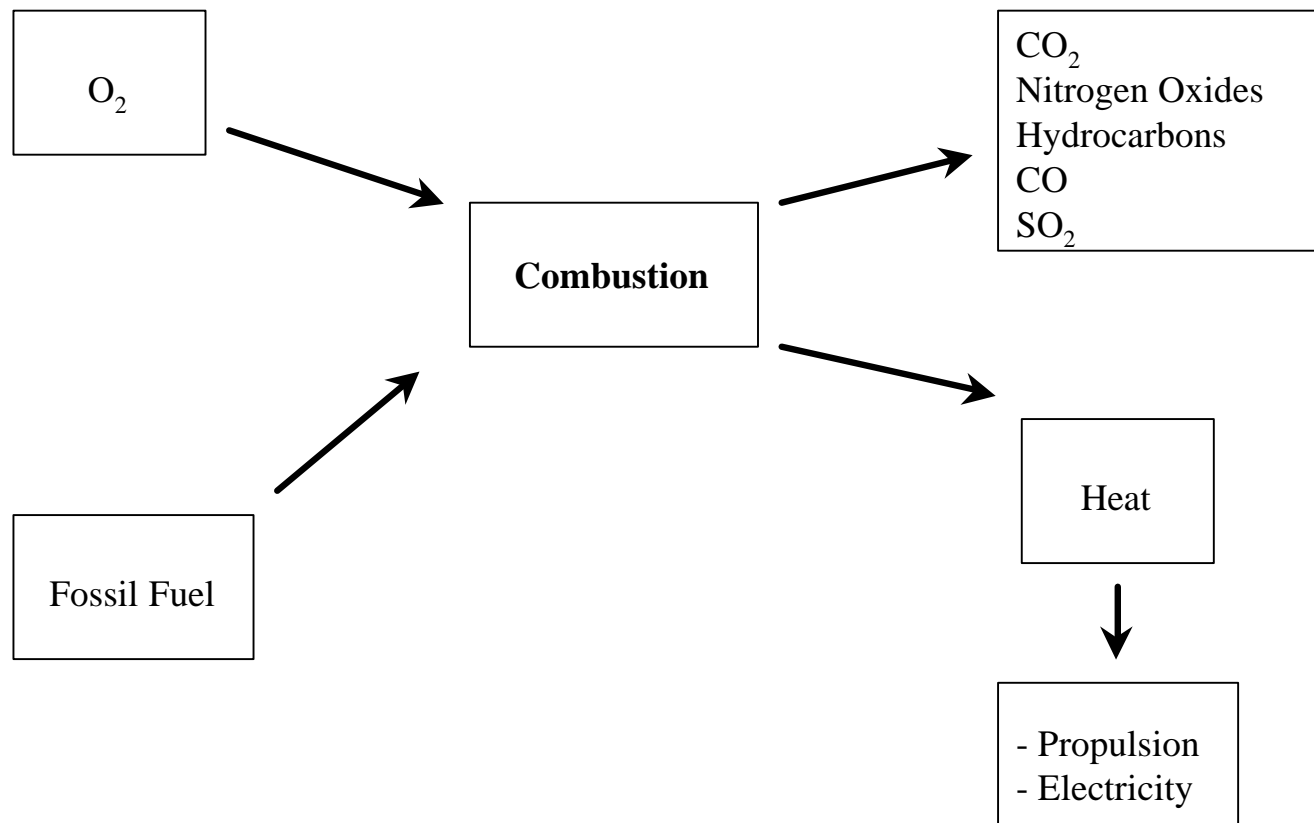 O₂
Fossil Fuel
Combustion
CO₂
Nitrogen Oxides
Hydrocarbons
CO
SO₂
Heat
- Propulsion
- Electricity